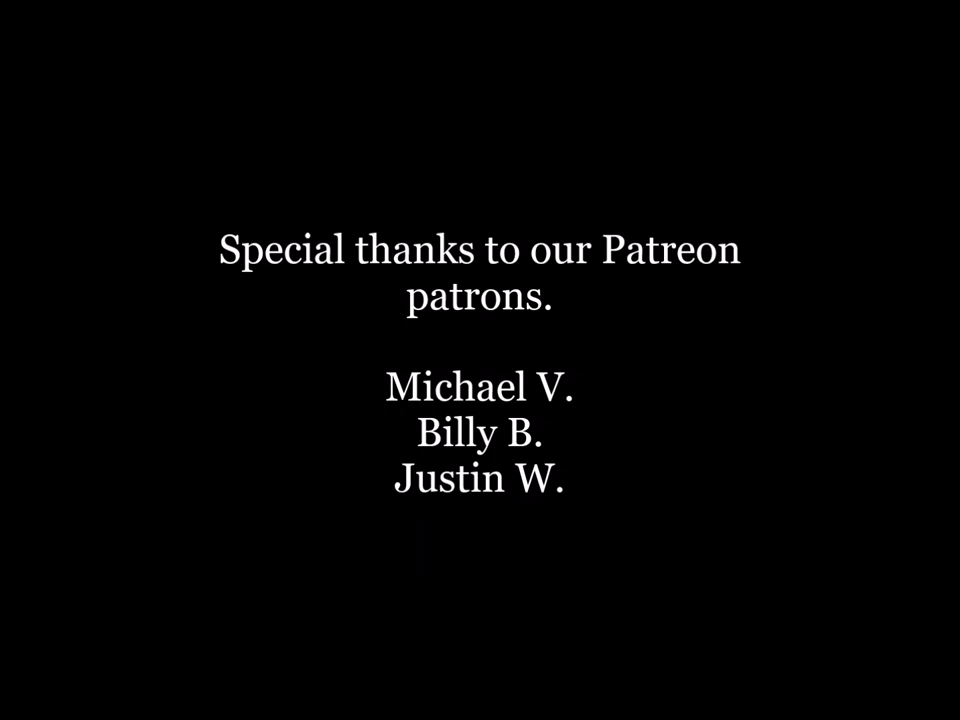 Special thanks to our Patreon
patrons.
Michael V.
Billy B.
Justin W.